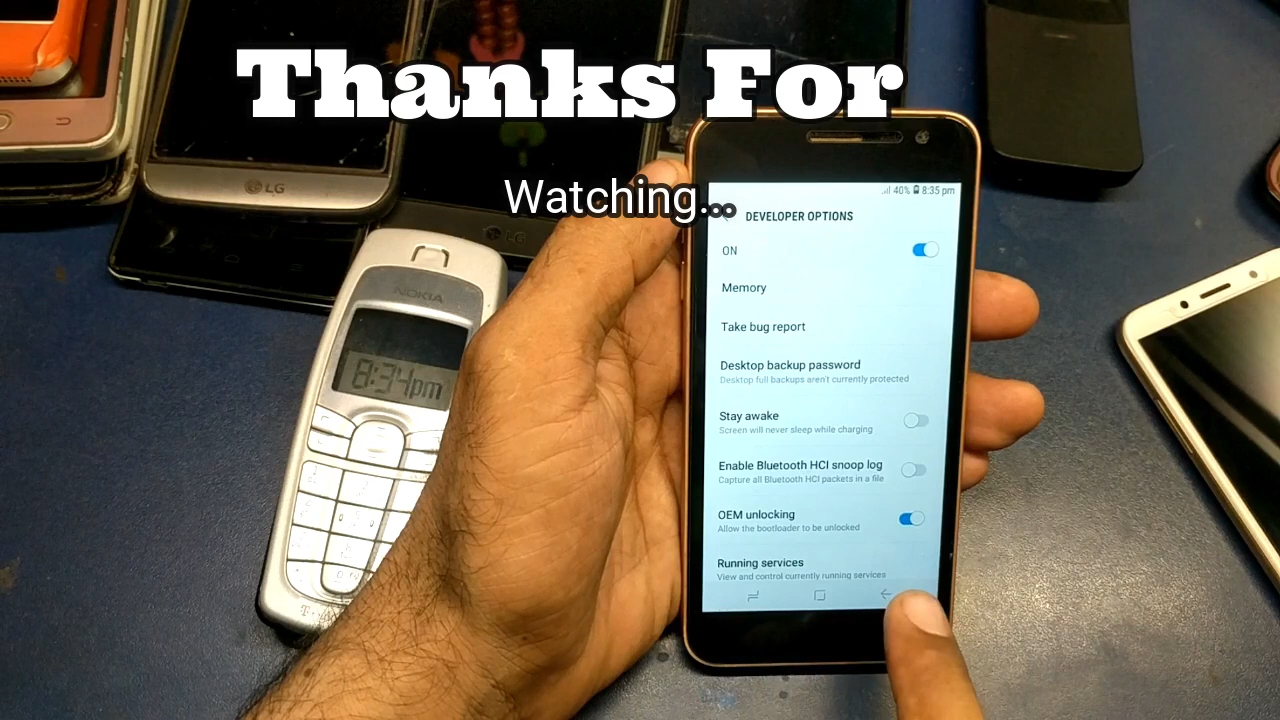 Thanks For
Watching...
LG
LG
NOKIA
8:34pm
40% 8:35 pm
DEVELOPER OPTIONS
ON
Memory
Take bug report
Desktop backup password
Desktop full backups aren't currently protected
Stay awake
Screen will never sleep while charging
Enable Bluetooth HCI snoop log
Capture all Bluetooth HCI packets in a file
OEM unlocking
Allow the bootloader to be unlocked
Running services
View and control currently running services